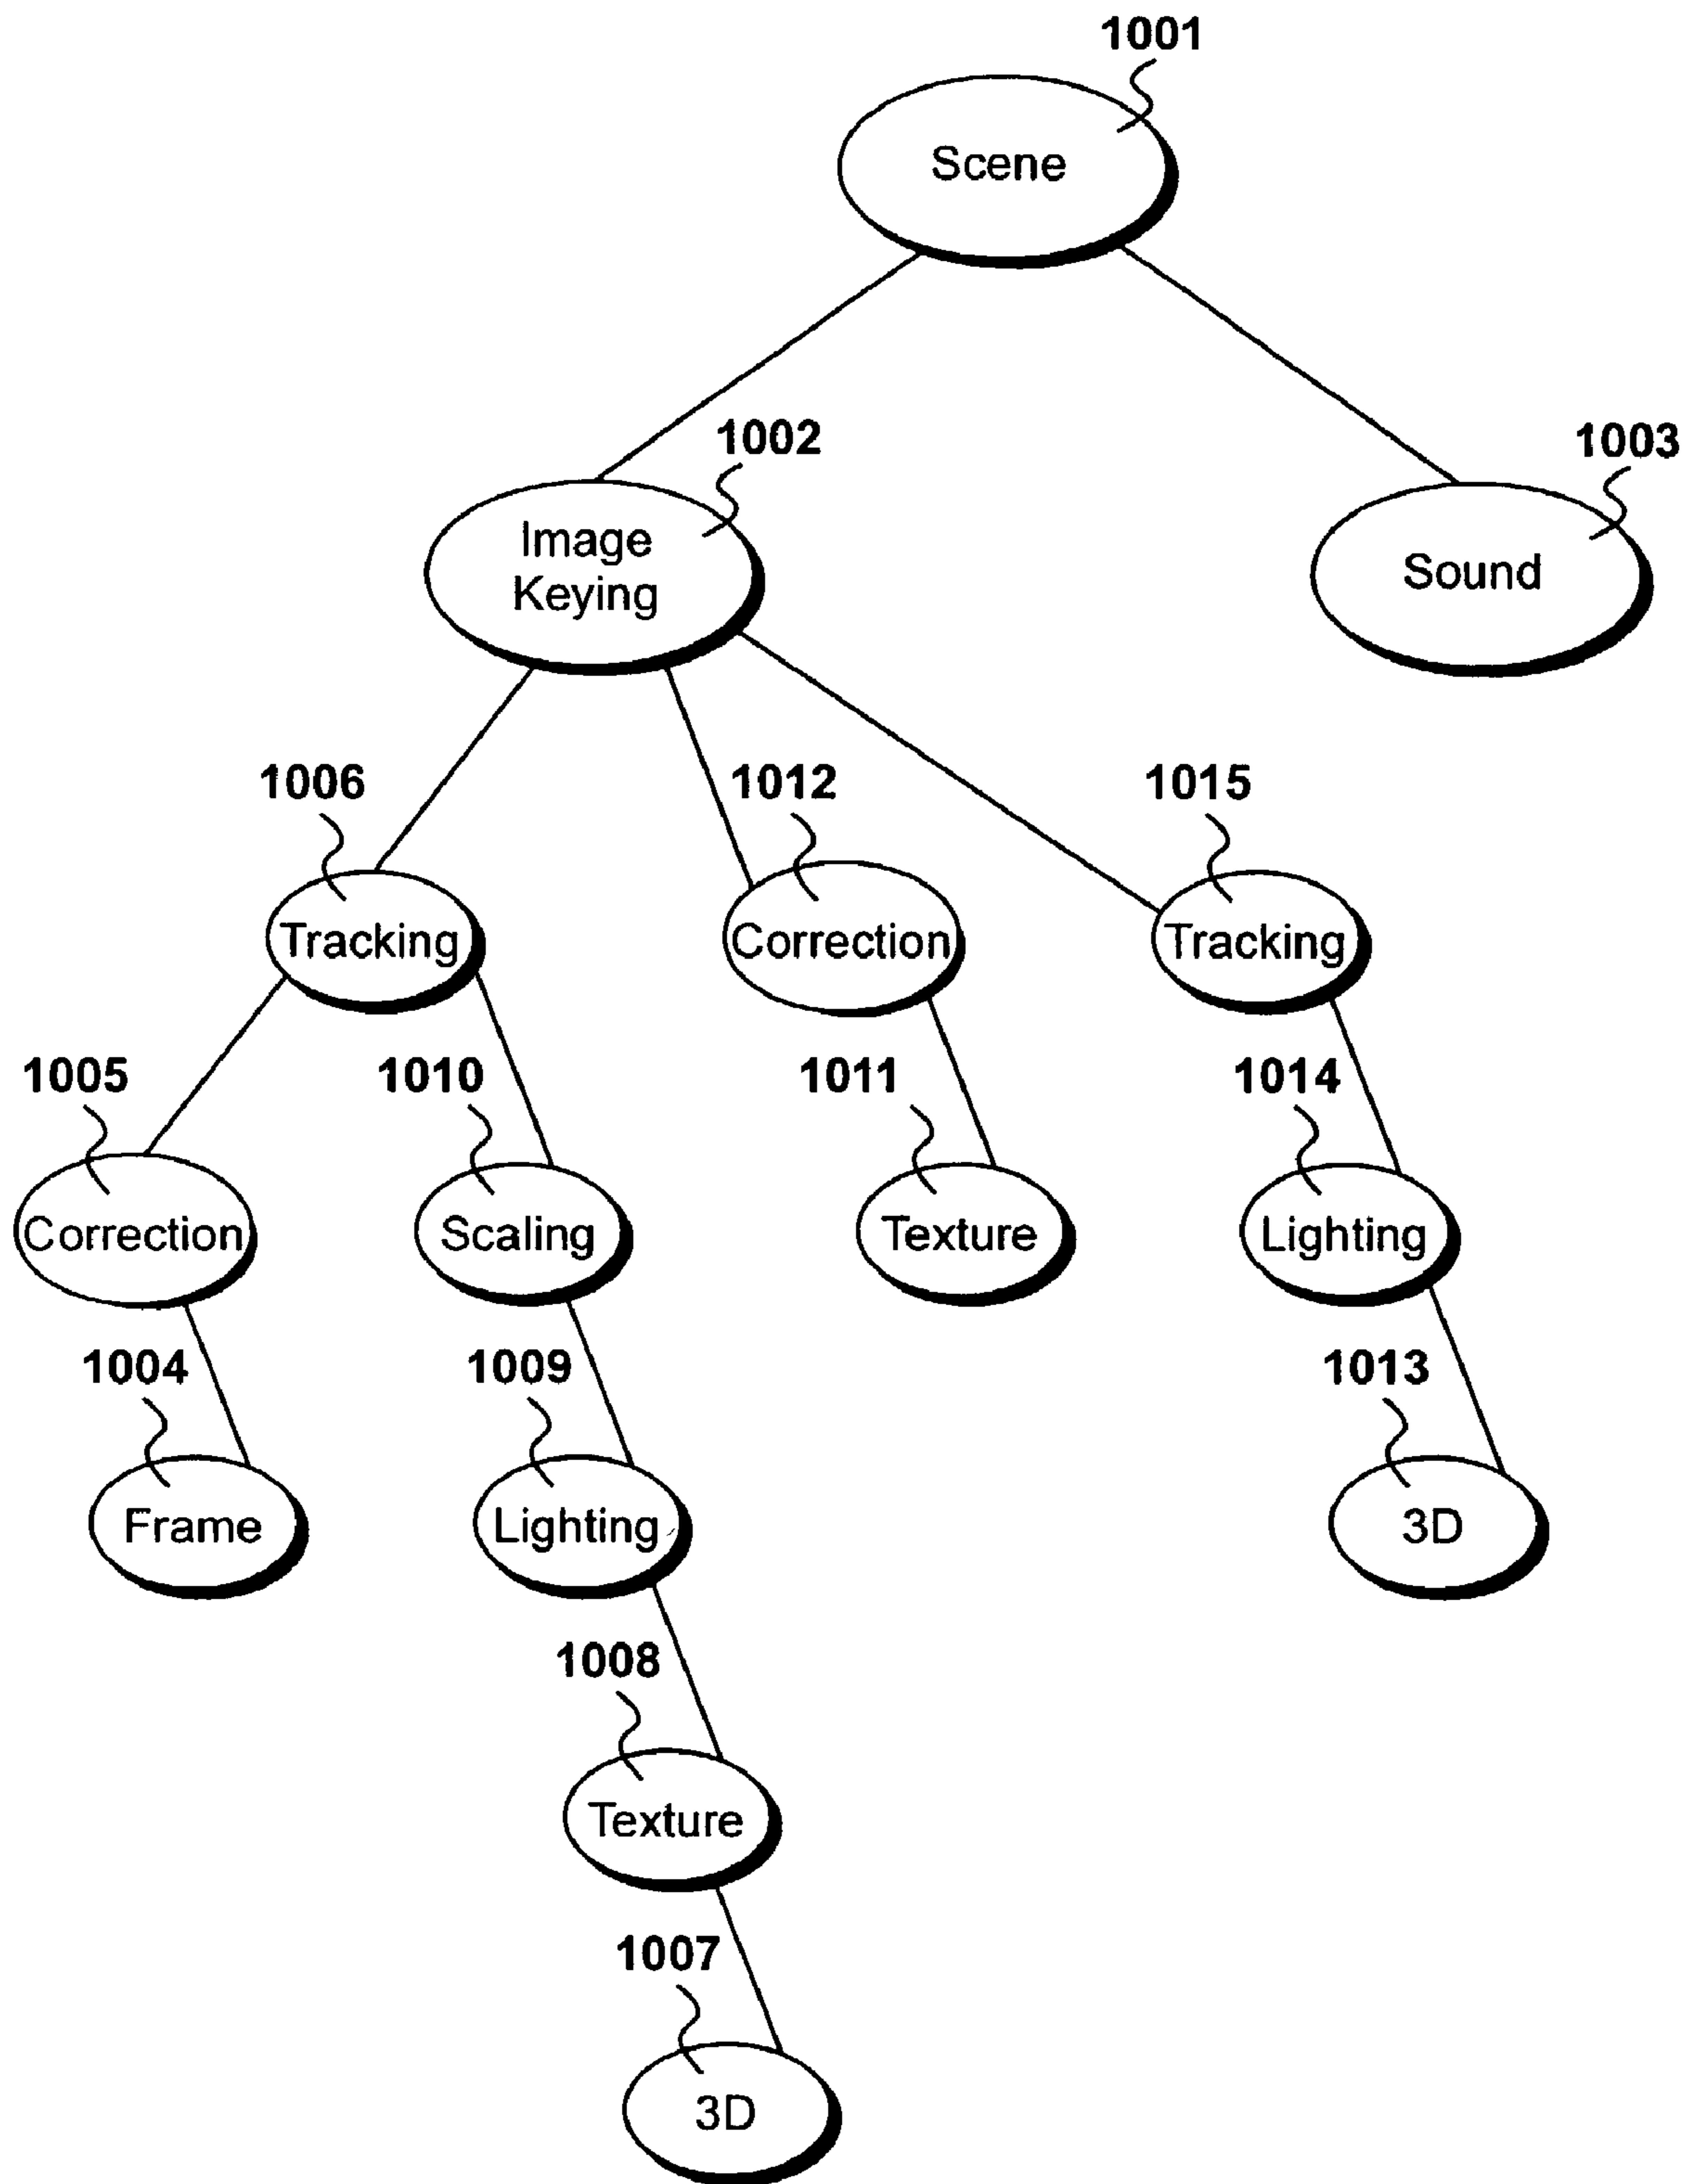 1001
Scene
1002
1003
Image
Keying
Sound
1006
1012
1015
Tracking
Correction
Tracking
1005
1010
1011
1014
Correction
Scaling
Texture
Lighting
1004
1009
1013
Frame
Lighting
3D
1008
Texture
1007
3D